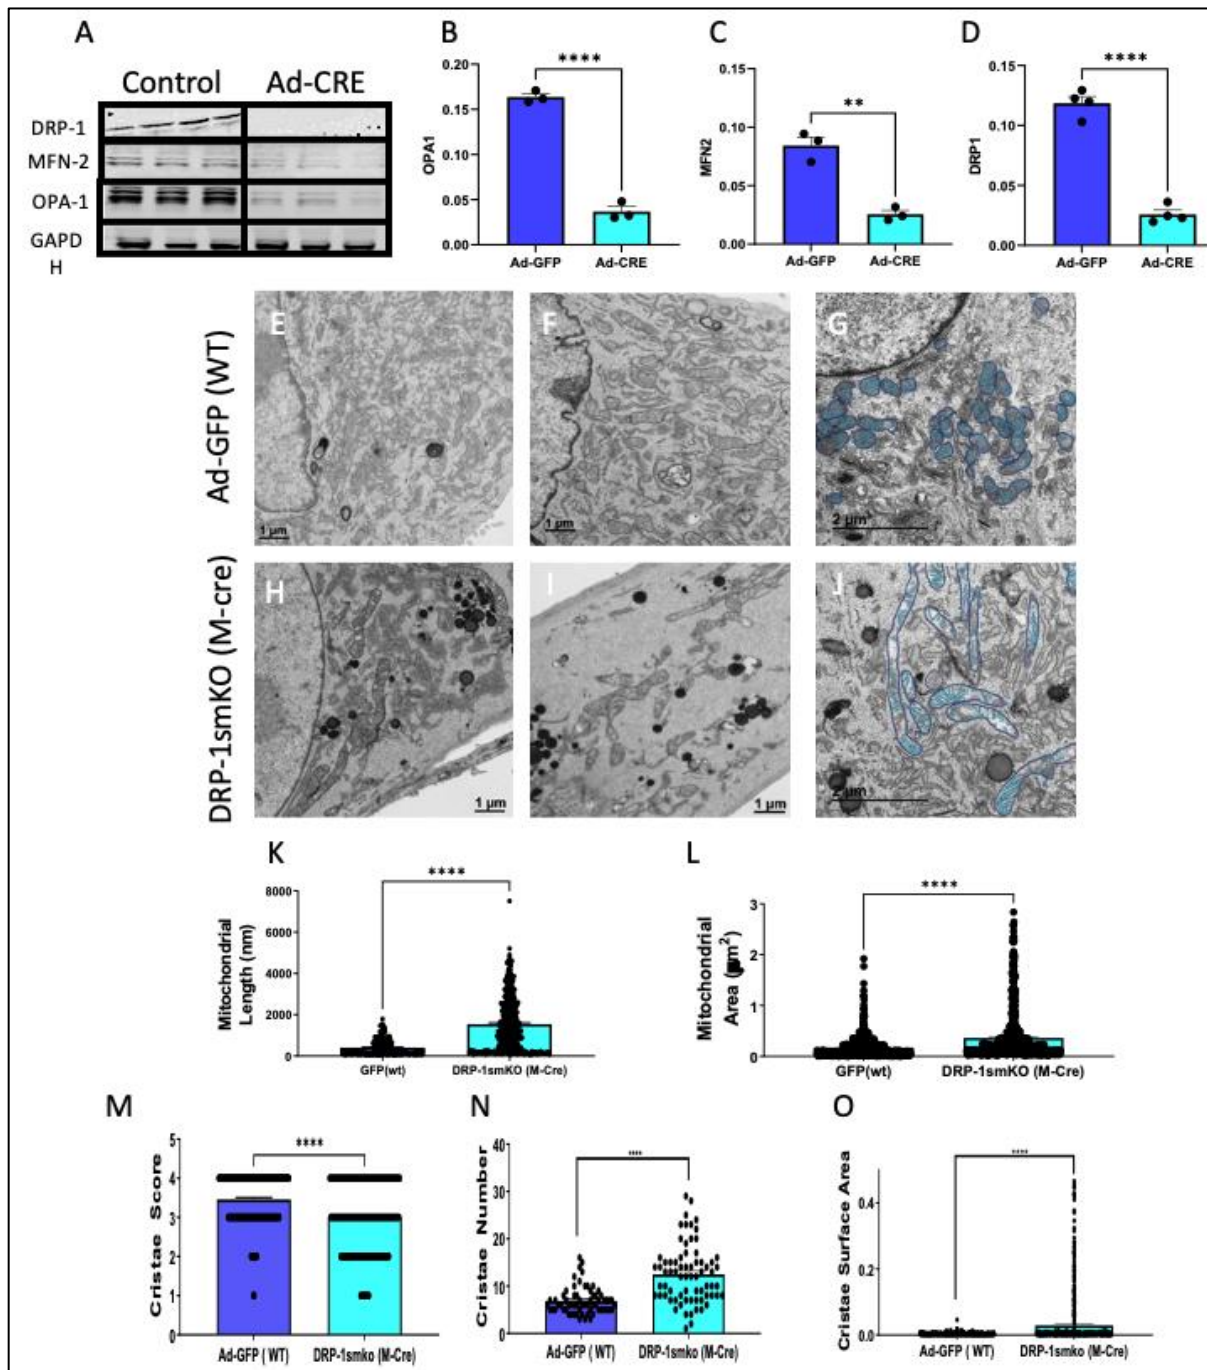 A
Control Ad-CRE
DRP-1
MFN-2
OPA-1
GAPD
H
B
****
0.20
0.15
0.10
0.05
0.00
OPA1
Ad-GFP Ad-CRE
C
**
0.15
0.10
0.05
0.00
MFN2
Ad-GFP Ad-CRE
D
****
0.15
0.10
0.05
0.00
DRP1
Ad-GFP Ad-CRE
Ad-GFP (WT)
E
1 µm
F
1 µm
G
2 µm
DRP-1smKO (M-cre)
H
1 µm
I
1 µm
J
2 µm
K
****
8000
6000
4000
2000
0
Mitochondrial
Length (nm)
GFP(wt) DRP-1smKO (M-Cre)
L
****
3
2
1
0
Mitochondrial
Area (µm²)
GFP(wt) DRP-1smKO (M-Cre)
M
****
5
4
3
2
1
0
Cristae Score
Ad-GFP ( WT) DRP-1smko (M-Cre)
N
****
40
30
20
10
0
Cristae Number
Ad-GFP ( WT) DRP-1smko (M-Cre)
O
****
0.4
0.2
0.0
Cristae Surface Area
Ad-GFP ( WT) DRP-1smko (M-Cre)